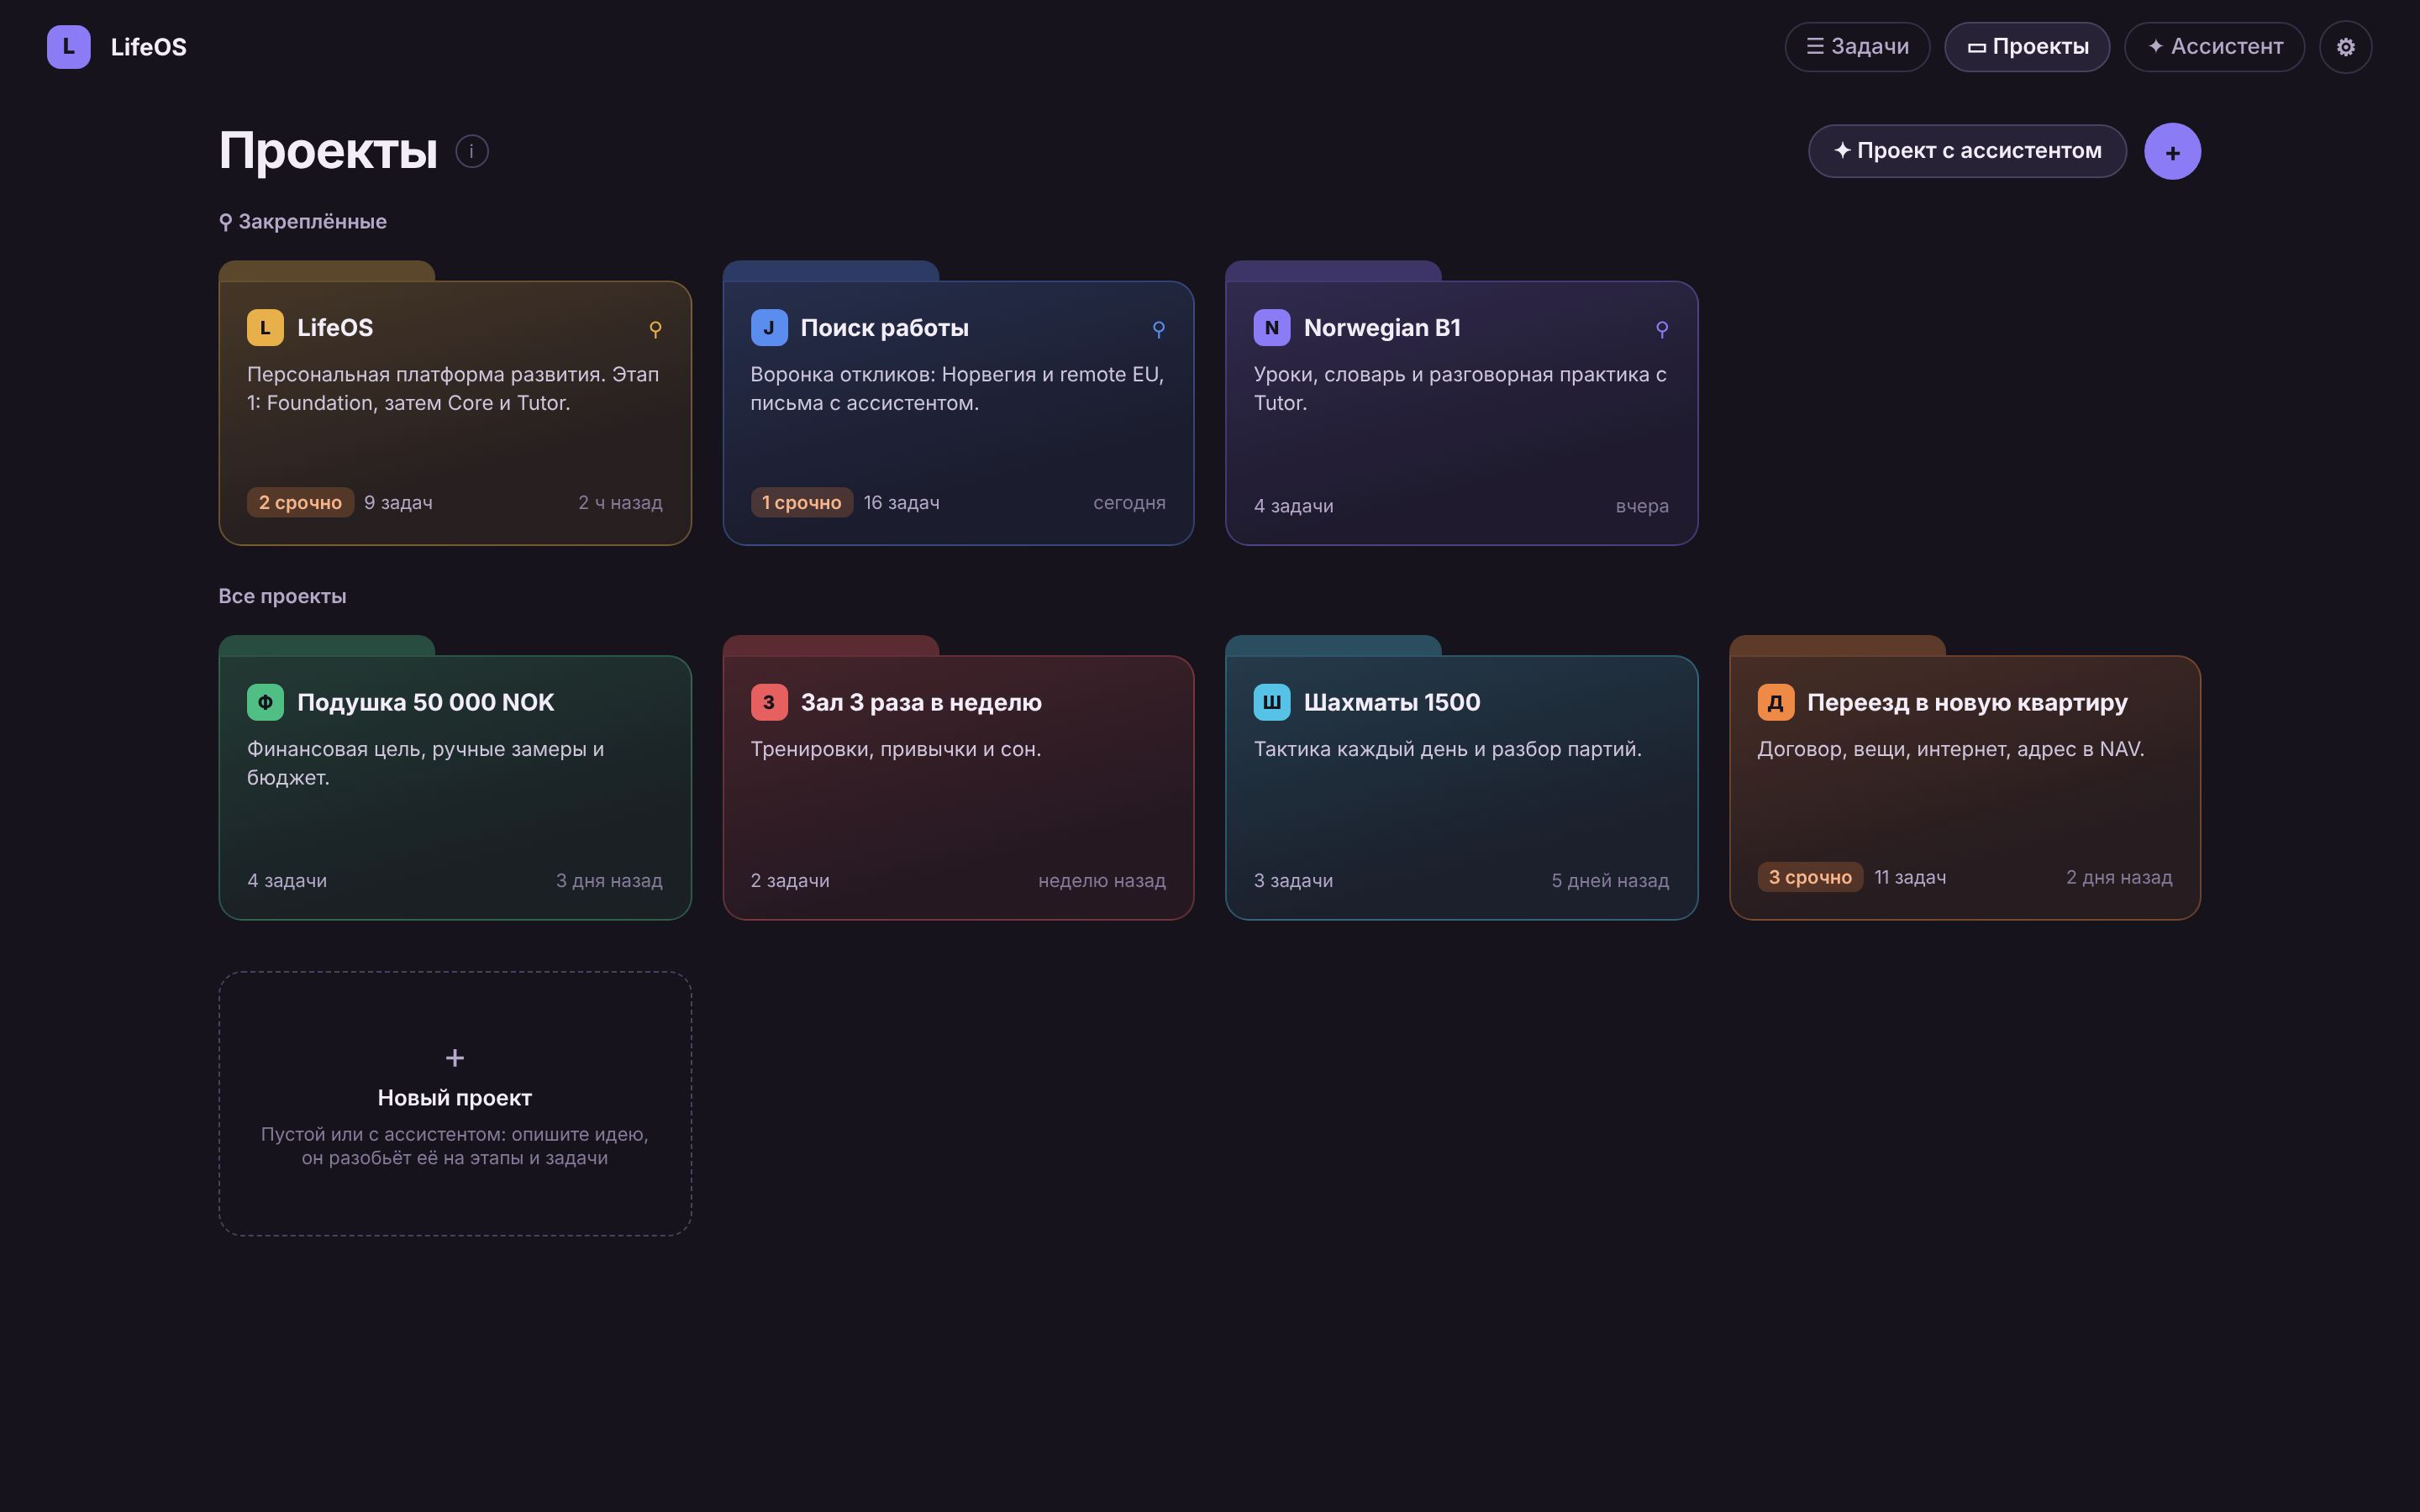 L LifeOS
☰ Задачи
▭ Проекты
✦ Ассистент
⚙
Проекты i
✦ Проект с ассистентом
+
⚲ Закреплённые
L LifeOS
Персональная платформа развития. Этап
1: Foundation, затем Core и Tutor.
2 срочно 9 задач 2 ч назад
J Поиск работы
Воронка откликов: Норвегия и remote EU,
письма с ассистентом.
1 срочно 16 задач сегодня
N Norwegian B1
Уроки, словарь и разговорная практика с
Tutor.
4 задачи вчера
Все проекты
Ф Подушка 50 000 NOK
Финансовая цель, ручные замеры и
бюджет.
4 задачи 3 дня назад
З Зал 3 раза в неделю
Тренировки, привычки и сон.
2 задачи неделю назад
Ш Шахматы 1500
Тактика каждый день и разбор партий.
3 задачи 5 дней назад
Д Переезд в новую квартиру
Договор, вещи, интернет, адрес в NAV.
3 срочно 11 задач 2 дня назад
+
Новый проект
Пустой или с ассистентом: опишите идею,
он разобьёт её на этапы и задачи